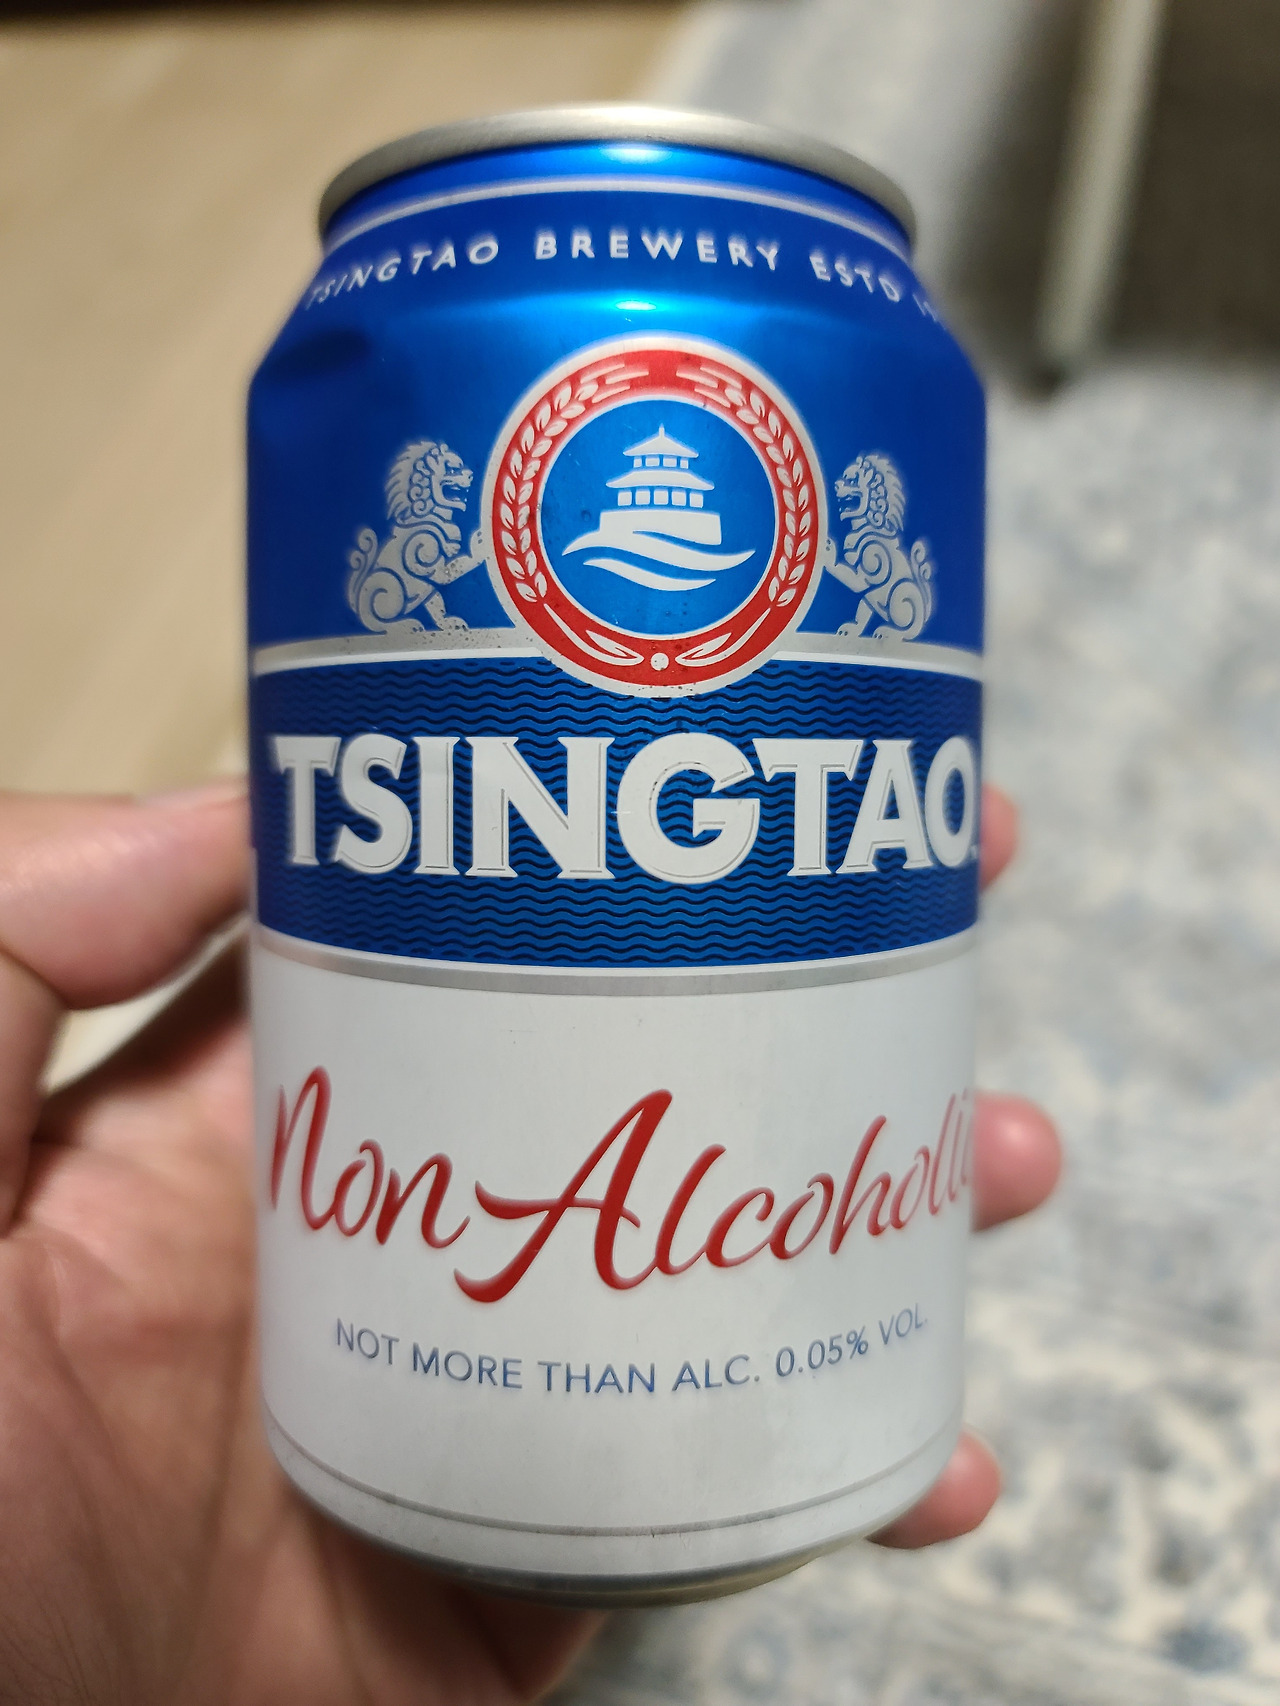 TSINGTAO BREWERY ESTD
TSINGTAO
Non-Alcoholi
NOT MORE THAN ALC. 0.05% VOL.